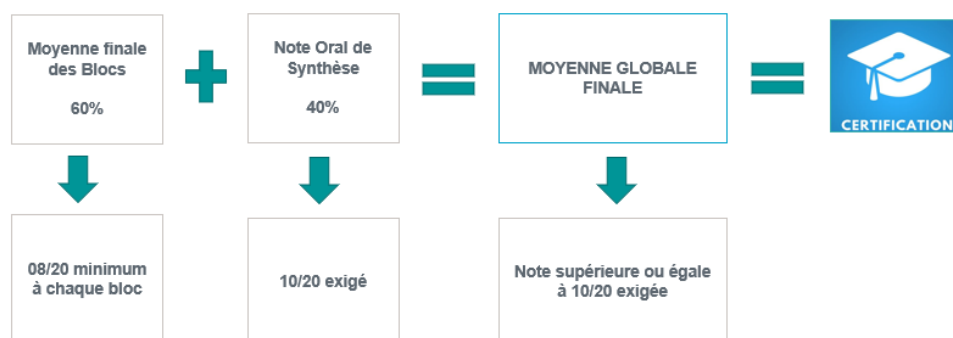 Moyenne finale
des Blocs
60%
Note Oral de
Synthèse
40%
MOYENNE GLOBALE
FINALE
CERTIFICATION
08/20 minimum
à chaque bloc
10/20 exigé
Note supérieure ou égale
à 10/20 exigée